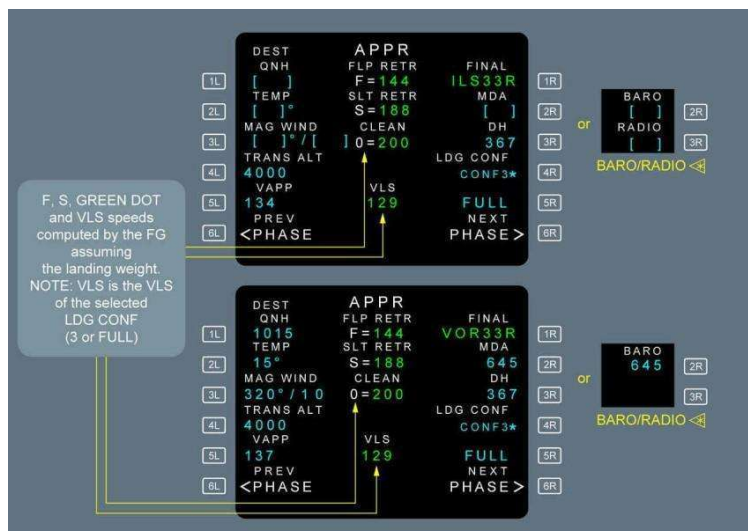 APPR
DEST
QNH FLP RETR FINAL
1L [ ] F=144 ILS33R 1R
TEMP SLT RETR MDA
2L [ ]° S=188 [ ] 2R
MAG WIND CLEAN DH
3L [ ]°/[ ] 0=200 367 3R
TRANS ALT LDG CONF
4L 4000 CONF3* 4R
VAPP VLS
5L 134 129 FULL 5R
PREV NEXT
6L <PHASE PHASE> 6R
or
BARO
[ ] 2R
RADIO
[ ] 3R
BARO/RADIO
F, S, GREEN DOT
and VLS speeds
computed by the FG
assuming
the landing weight.
NOTE: VLS is the VLS
of the selected
LDG CONF
(3 or FULL)
APPR
DEST
QNH FLP RETR FINAL
1L 1015 F=144 VOR33R 1R
TEMP SLT RETR MDA
2L 15° S=188 645 2R
MAG WIND CLEAN DH
3L 320°/10 0=200 367 3R
TRANS ALT LDG CONF
4L 4000 CONF3* 4R
VAPP VLS
5L 137 129 FULL 5R
PREV NEXT
6L <PHASE PHASE> 6R
or
BARO
645 2R
3R
BARO/RADIO